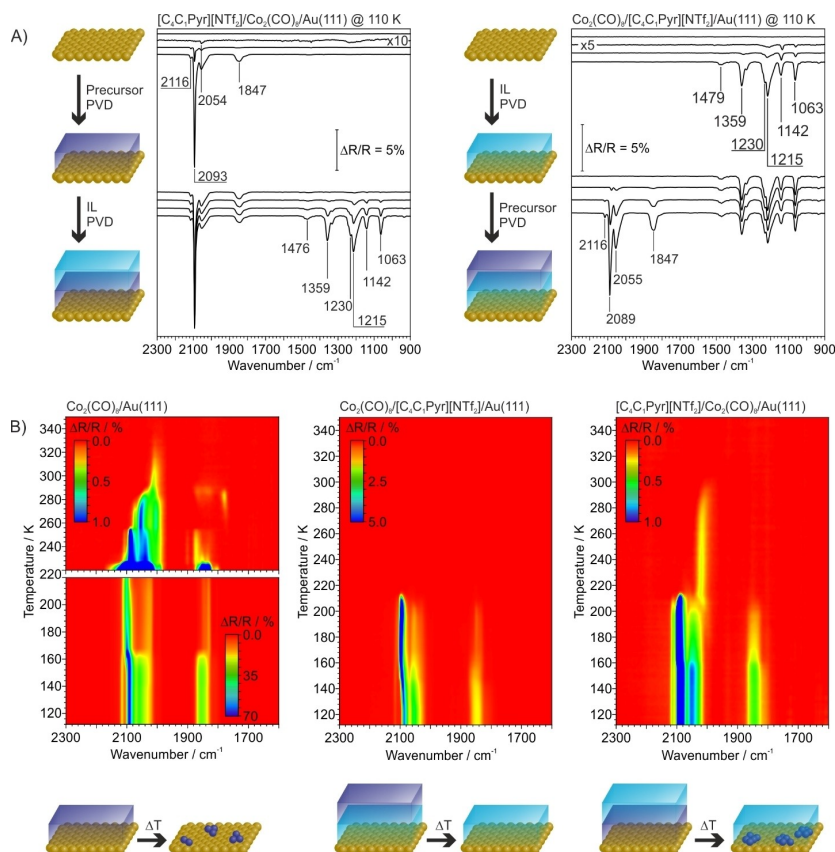 A)
[C₄C₁Pyr][NTf₂]/Co₂(CO)₈/Au(111) @ 110 K
x10
Precursor
PVD
2116
2054
1847
ΔR/R = 5%
2093
IL
PVD
1476
1359
1230
1215
1142
1063
2300 2100 1900 1700 1500 1300 1100 900
Wavenumber / cm⁻¹
Co₂(CO)₈/[C₄C₁Pyr][NTf₂]/Au(111) @ 110 K
x5
IL
PVD
1479
1359
1230
1215
1142
1063
ΔR/R = 5%
Precursor
PVD
2116
2055
1847
2089
2300 2100 1900 1700 1500 1300 1100 900
Wavenumber / cm⁻¹
B)
Co₂(CO)₈/Au(111)
ΔR/R / %
0.0
0.5
1.0
340
320
300
280
260
240
220
Temperature / K
ΔR/R / %
0.0
35
70
200
180
160
140
120
2300 2100 1900 1700
Wavenumber / cm⁻¹
ΔT
Co₂(CO)₈/[C₄C₁Pyr][NTf₂]/Au(111)
ΔR/R / %
0.0
2.5
5.0
340
320
300
280
260
240
220
200
180
160
140
120
Temperature / K
2300 2100 1900 1700
Wavenumber / cm⁻¹
ΔT
[C₄C₁Pyr][NTf₂]/Co₂(CO)₈/Au(111)
ΔR/R / %
0.0
0.5
1.0
340
320
300
280
260
240
220
200
180
160
140
120
Temperature / K
2300 2100 1900 1700
Wavenumber / cm⁻¹
ΔT